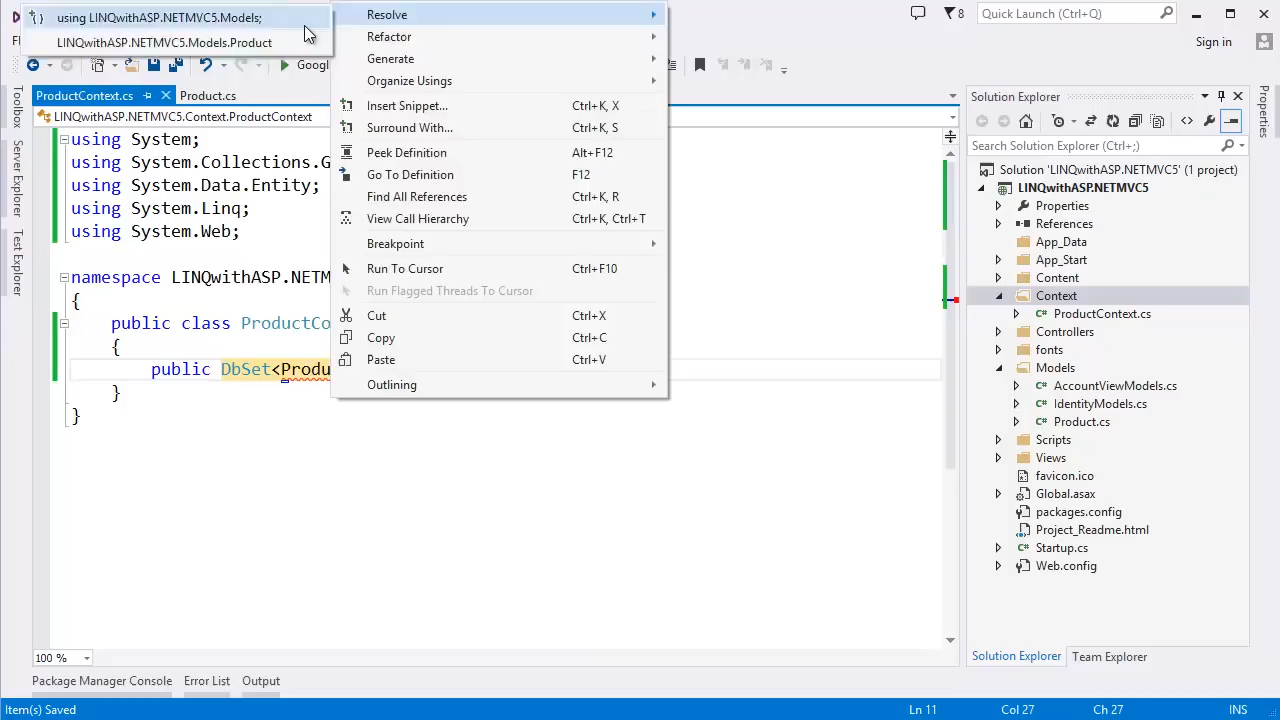 using LINQwithASP.NETMVC5.Models;
LINQwithASP.NETMVC5.Models.Product
Resolve
Refactor
Generate
Organize Usings
Insert Snippet... Ctrl+K, X
Surround With... Ctrl+K, S
Peek Definition Alt+F12
Go To Definition F12
Find All References Ctrl+K, R
View Call Hierarchy Ctrl+K, Ctrl+T
Breakpoint
Run To Cursor Ctrl+F10
Run Flagged Threads To Cursor
Cut Ctrl+X
Copy Ctrl+C
Paste Ctrl+V
Outlining
8
Quick Launch (Ctrl+Q)
Sign in
F
Googl
ProductContext.cs
Product.cs
LINQwithASP.NETMVC5.Context.ProductContext
Toolbox
Server Explorer
Test Explorer
using System;
using System.Collections.G
using System.Data.Entity;
using System.Linq;
using System.Web;
namespace LINQwithASP.NETM
{
public class ProductCo
{
public DbSet<Produ
}
}
100 %
Solution Explorer
Search Solution Explorer (Ctrl+;)
Solution 'LINQwithASP.NETMVC5' (1 project)
LINQwithASP.NETMVC5
Properties
References
App_Data
App_Start
Content
Context
ProductContext.cs
Controllers
fonts
Models
AccountViewModels.cs
IdentityModels.cs
Product.cs
Scripts
Views
favicon.ico
Global.asax
packages.config
Project_Readme.html
Startup.cs
Web.config
Solution Explorer
Team Explorer
Properties
Package Manager Console
Error List
Output
Item(s) Saved
Ln 11
Col 27
Ch 27
INS